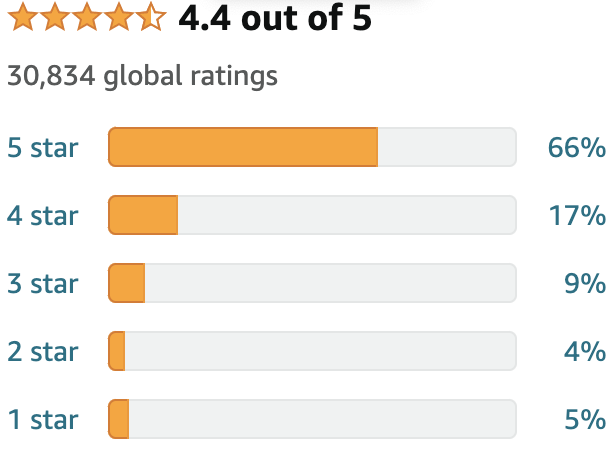 4.4 out of 5
30,834 global ratings
5 star 66%
4 star 17%
3 star 9%
2 star 4%
1 star 5%